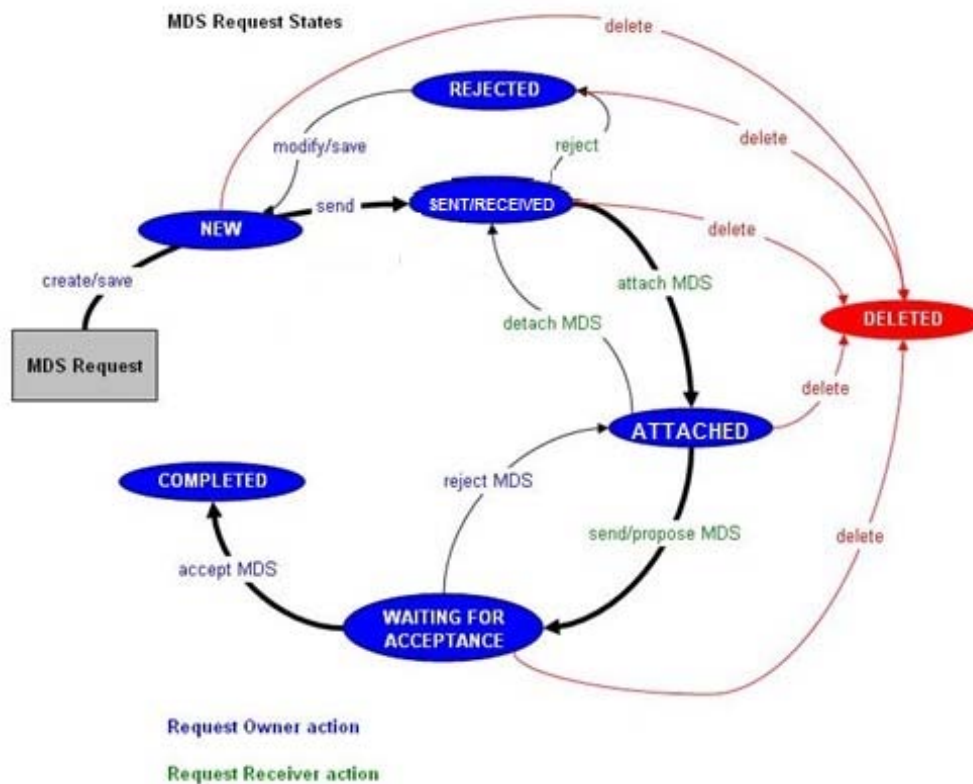 MDS Request States
delete
REJECTED
delete
modify/save
reject
send
SENT/RECEIVED
NEW
delete
create/save
attach MDS
detach MDS
DELETED
MDS Request
delete
ATTACHED
COMPLETED
reject MDS
send/propose MDS
delete
accept MDS
WAITING FOR
ACCEPTANCE
Request Owner action
Request Receiver action